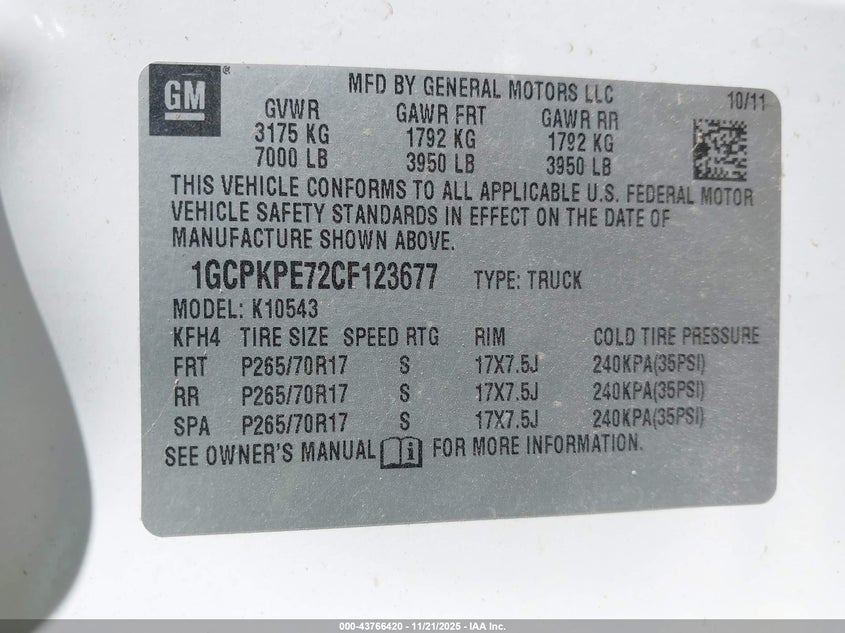 GM®
MFD BY GENERAL MOTORS LLC
10/11
GVWR GAWR FRT GAWR RR
3175 KG 1792 KG 1792 KG
7000 LB 3950 LB 3950 LB
THIS VEHICLE CONFORMS TO ALL APPLICABLE U.S. FEDERAL MOTOR
VEHICLE SAFETY STANDARDS IN EFFECT ON THE DATE OF
MANUFACTURE SHOWN ABOVE.
1GCPKPE72CF123677 TYPE: TRUCK
MODEL: K10543
KFH4 TIRE SIZE SPEED RTG RIM COLD TIRE PRESSURE
FRT P265/70R17 S 17X7.5J 240KPA(35PSI)
RR P265/70R17 S 17X7.5J 240KPA(35PSI)
SPA P265/70R17 S 17X7.5J 240KPA(35PSI)
SEE OWNER'S MANUAL FOR MORE INFORMATION.
000-43766420 - 11/21/2025 - IAA Inc.